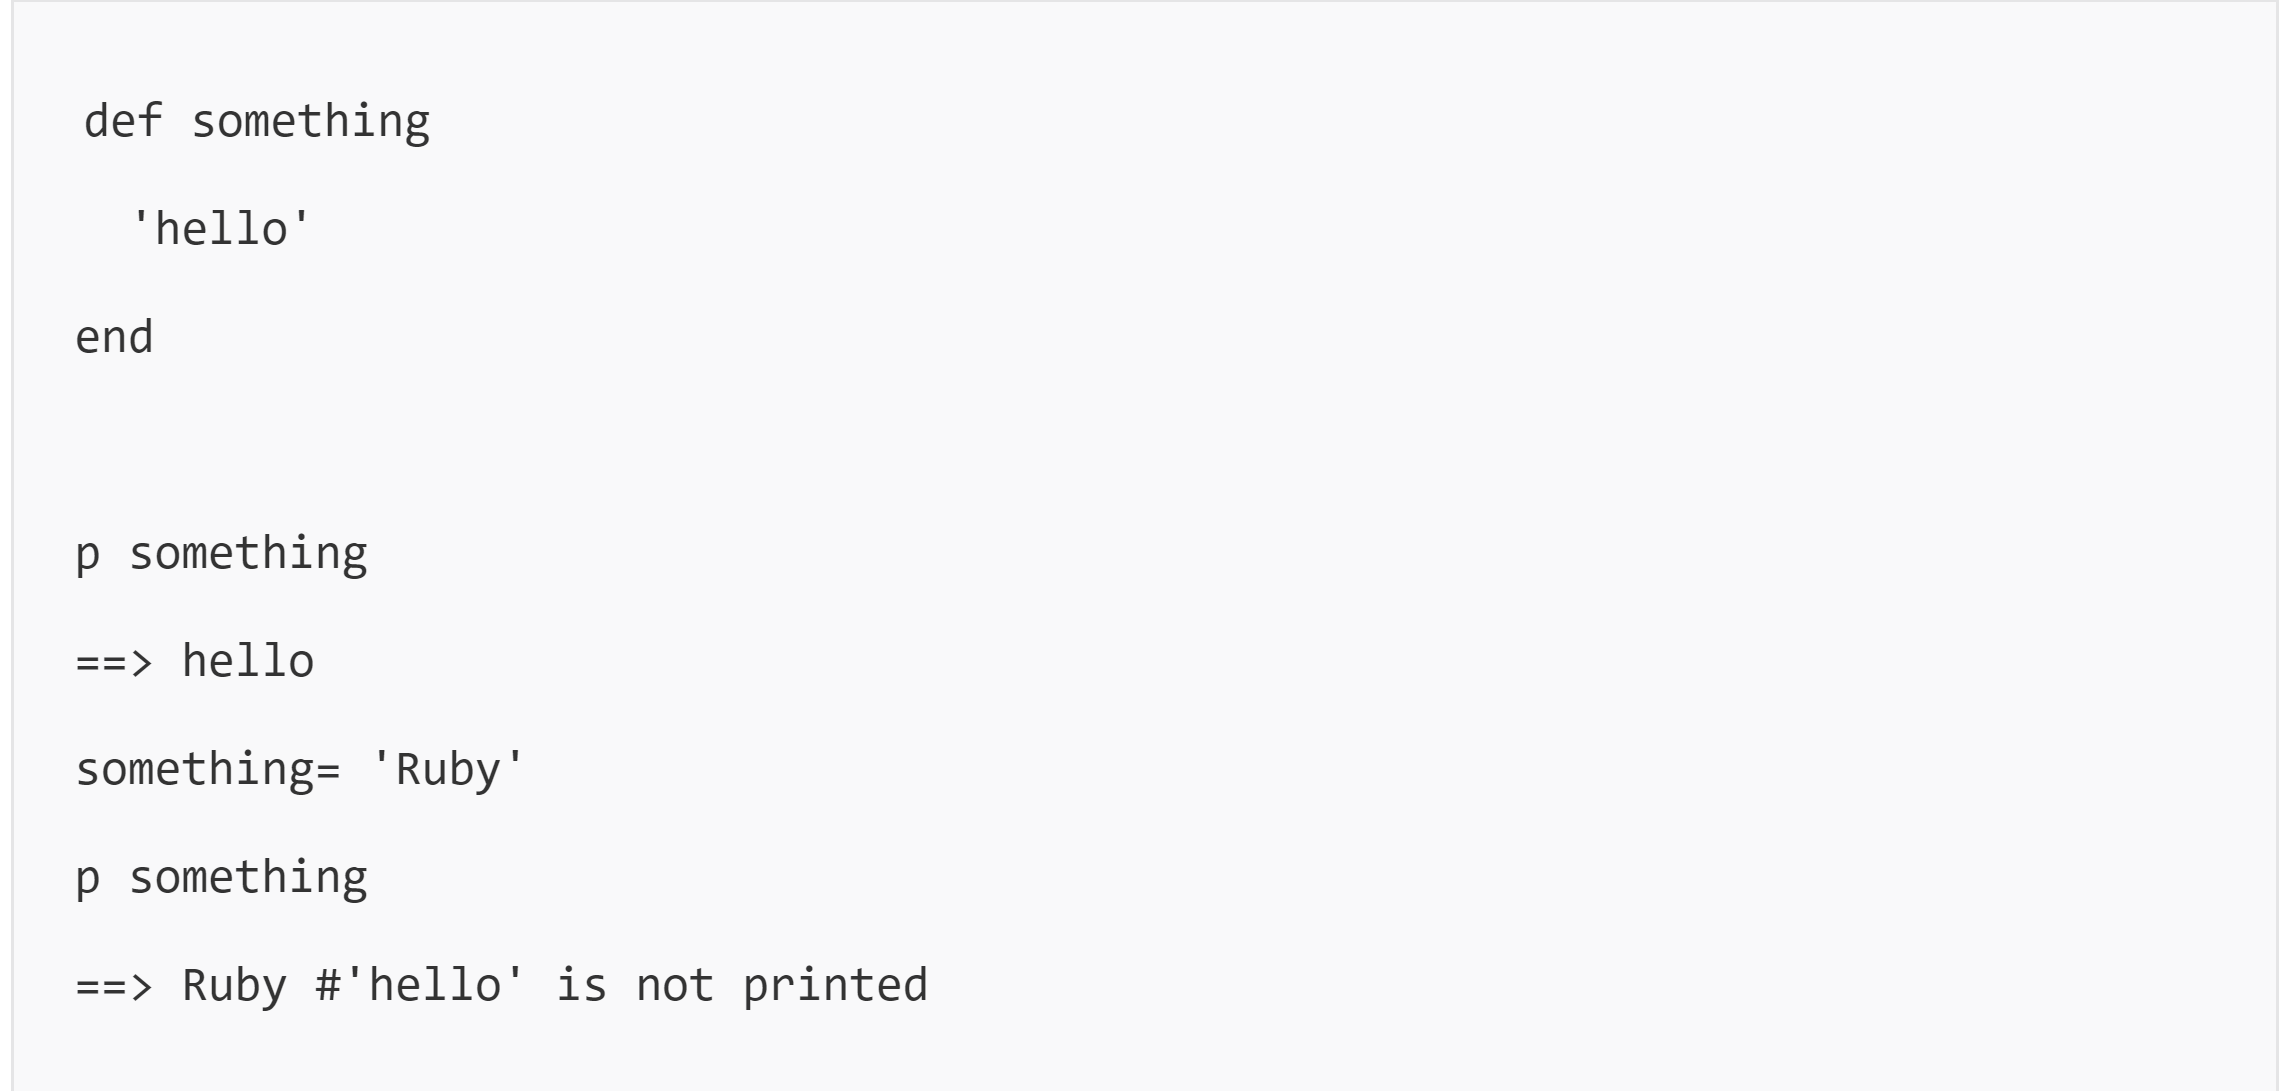 def something
  'hello'
end
p something
==> hello
something= 'Ruby'
p something
==> Ruby #'hello' is not printed